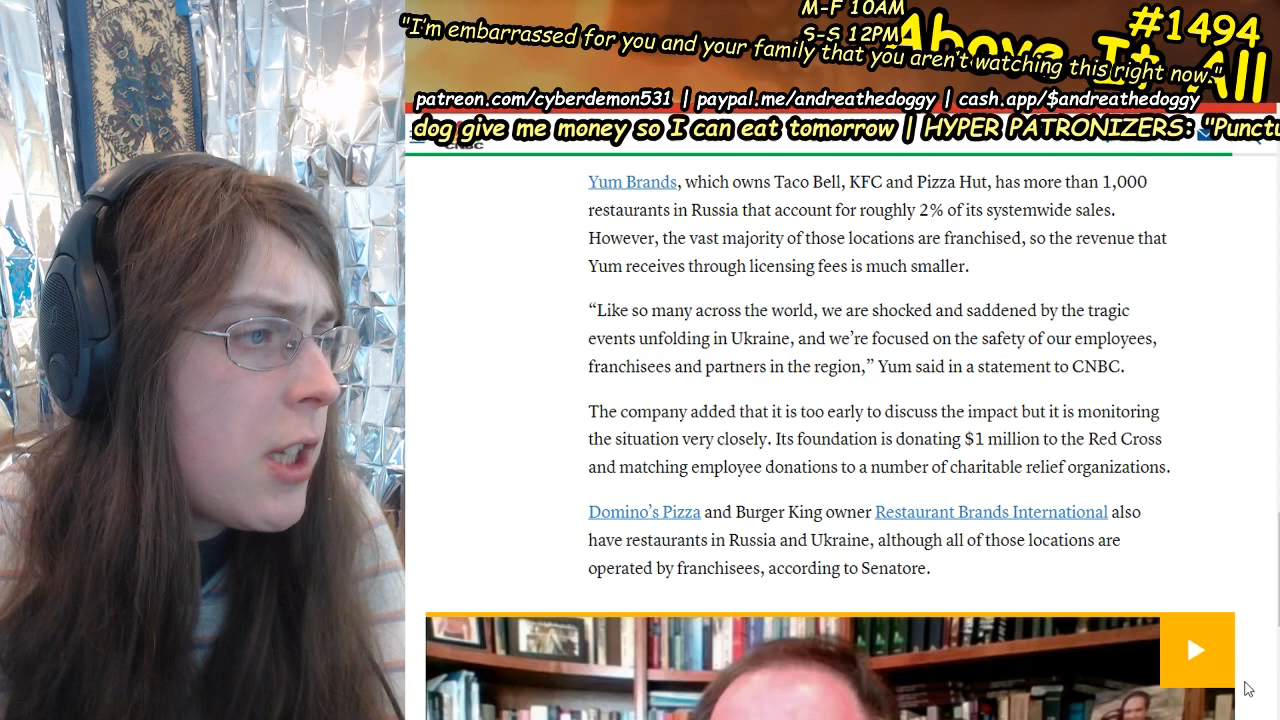 M-F 10AM
S-S 12PM
#1494
Above It All
"I'm embarrassed for you and your family that you aren't watching this right now."
patreon.com/cyberdemon531 | paypal.me/andreathedoggy | cash.app/$andreathedoggy
dog give me money so I can eat tomorrow | HYPER PATRONIZERS: "Punctu
CNBC
Yum Brands, which owns Taco Bell, KFC and Pizza Hut, has more than 1,000
restaurants in Russia that account for roughly 2% of its systemwide sales.
However, the vast majority of those locations are franchised, so the revenue that
Yum receives through licensing fees is much smaller.
“Like so many across the world, we are shocked and saddened by the tragic
events unfolding in Ukraine, and we’re focused on the safety of our employees,
franchisees and partners in the region,” Yum said in a statement to CNBC.
The company added that it is too early to discuss the impact but it is monitoring
the situation very closely. Its foundation is donating $1 million to the Red Cross
and matching employee donations to a number of charitable relief organizations.
Domino’s Pizza and Burger King owner Restaurant Brands International also
have restaurants in Russia and Ukraine, although all of those locations are
operated by franchisees, according to Senatore.